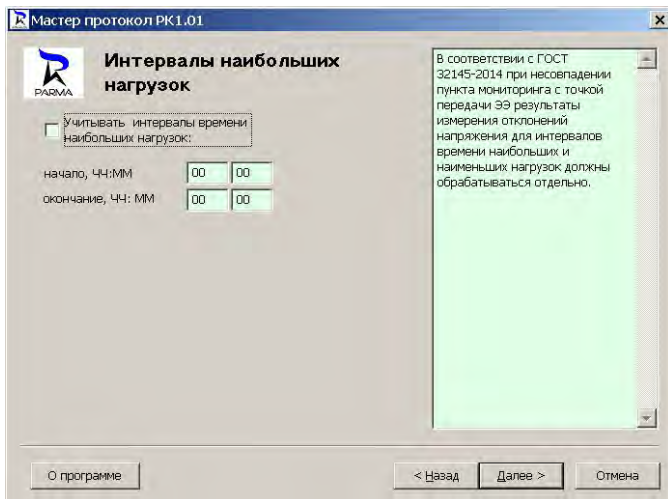 Мастер протокол РК1.01
PARMA
Интервалы наибольших
нагрузок
Учитывать интервалы времени
наибольших нагрузок:
начало, ЧЧ:ММ 00 00
окончание, ЧЧ: ММ 00 00
В соответствии с ГОСТ
32145-2014 при несовпадении
пункта мониторинга с точкой
передачи ЭЭ результаты
измерения отклонений
напряжения для интервалов
времени наибольших и
наименьших нагрузок должны
обрабатываться отдельно.
О программе
< Назад
Далее >
Отмена